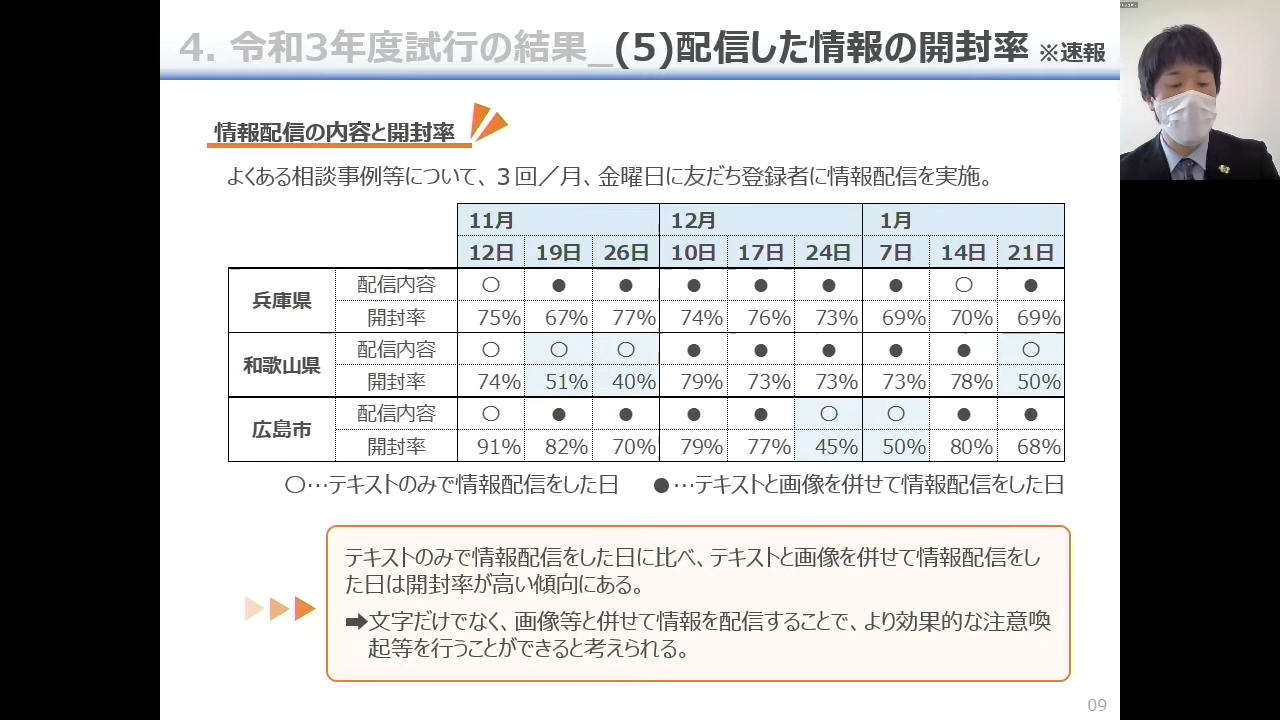 4. 令和3年度試行の結果_(5)配信した情報の開封率 ※速報
情報配信の内容と開封率
よくある相談事例等について、3回／月、金曜日に友だち登録者に情報配信を実施。
11月 12月 1月
12日 19日 26日 10日 17日 24日 7日 14日 21日
兵庫県
配信内容 ○ ● ● ● ● ● ● ○ ●
開封率 75% 67% 77% 74% 76% 73% 69% 70% 69%
和歌山県
配信内容 ○ ○ ○ ● ● ● ● ● ○
開封率 74% 51% 40% 79% 73% 73% 73% 78% 50%
広島市
配信内容 ○ ● ● ● ● ○ ○ ● ●
開封率 91% 82% 70% 79% 77% 45% 50% 80% 68%
○…テキストのみで情報配信をした日 ●…テキストと画像を併せて情報配信をした日
テキストのみで情報配信をした日に比べ、テキストと画像を併せて情報配信をし
た日は開封率が高い傾向にある。
➡文字だけでなく、画像等と併せて情報を配信することで、より効果的な注意喚
起等を行うことができると考えられる。
09